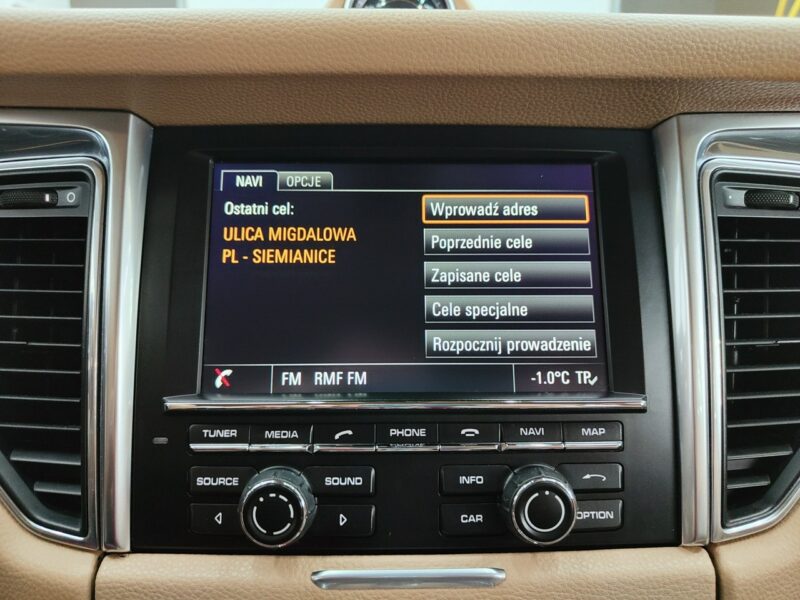 NAVI OPCJE
Ostatni cel:
ULICA MIGDALOWA
PL - SIEMIANICE
Wprowadź adres
Poprzednie cele
Zapisane cele
Cele specjalne
Rozpocznij prowadzenie
FM RMF FM -1.0°C TP
TUNER MEDIA PHONE NAVI MAP
SOURCE SOUND INFO
CAR OPTION